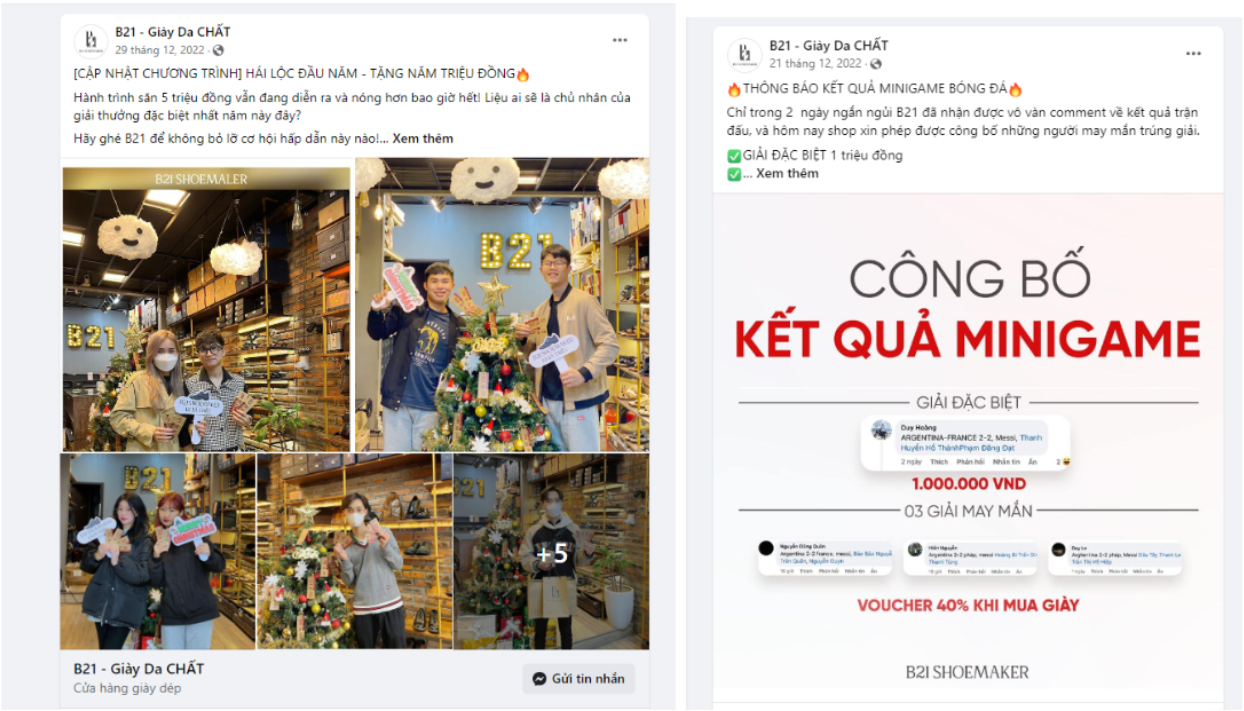 B21 - Giày Da CHẤT
29 tháng 12, 2022
[CẬP NHẬT CHƯƠNG TRÌNH] HÁI LỘC ĐẦU NĂM - TẶNG NĂM TRIỆU ĐỒNG🔥
Hành trình săn 5 triệu đồng vẫn đang diễn ra và nóng hơn bao giờ hết! Liệu ai sẽ là chủ nhân của
giải thưởng đặc biệt nhất năm này đây?
Hãy ghé B21 để không bỏ lỡ cơ hội hấp dẫn này nào!... Xem thêm
B21 SHOEMALER
B21
B21
B21
21
+5
B21 - Giày Da CHẤT
Cửa hàng giày dép
Gửi tin nhắn
B21 - Giày Da CHẤT
21 tháng 12, 2022
🔥THÔNG BÁO KẾT QUẢ MINIGAME BÓNG ĐÁ🔥
Chỉ trong 2 ngày ngắn ngủi B21 đã nhận được vô vàn comment về kết quả trận
đấu, và hôm nay shop xin phép được công bố những người may mắn trúng giải.
✅GIẢI ĐẶC BIỆT 1 triệu đồng
✅... Xem thêm
CÔNG BỐ
KẾT QUẢ MINIGAME
GIẢI ĐẶC BIỆT
Duy Hoàng
ARGENTINA-FRANCE 2-2, Messi, Thanh
Huyền Hồ ThànhPhạm Đăng Đạt
2 ngày Thích Phản hồi Nhắn tin Ẩn 2
1.000.000 VND
03 GIẢI MAY MẮN
VOUCHER 40% KHI MUA GIÀY
B21 SHOEMAKER